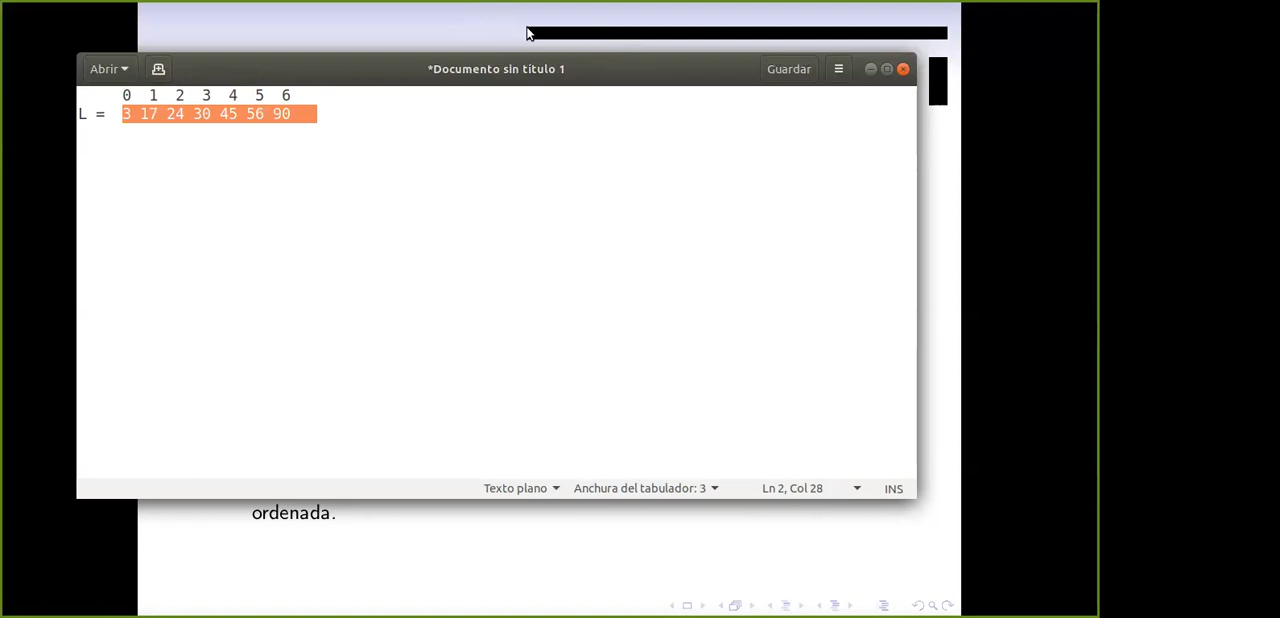 Abrir
*Documento sin título 1
Guardar
0 1 2 3 4 5 6
L = 3 17 24 30 45 56 90
Texto plano
Anchura del tabulador: 3
Ln 2, Col 28
INS
ordenada.